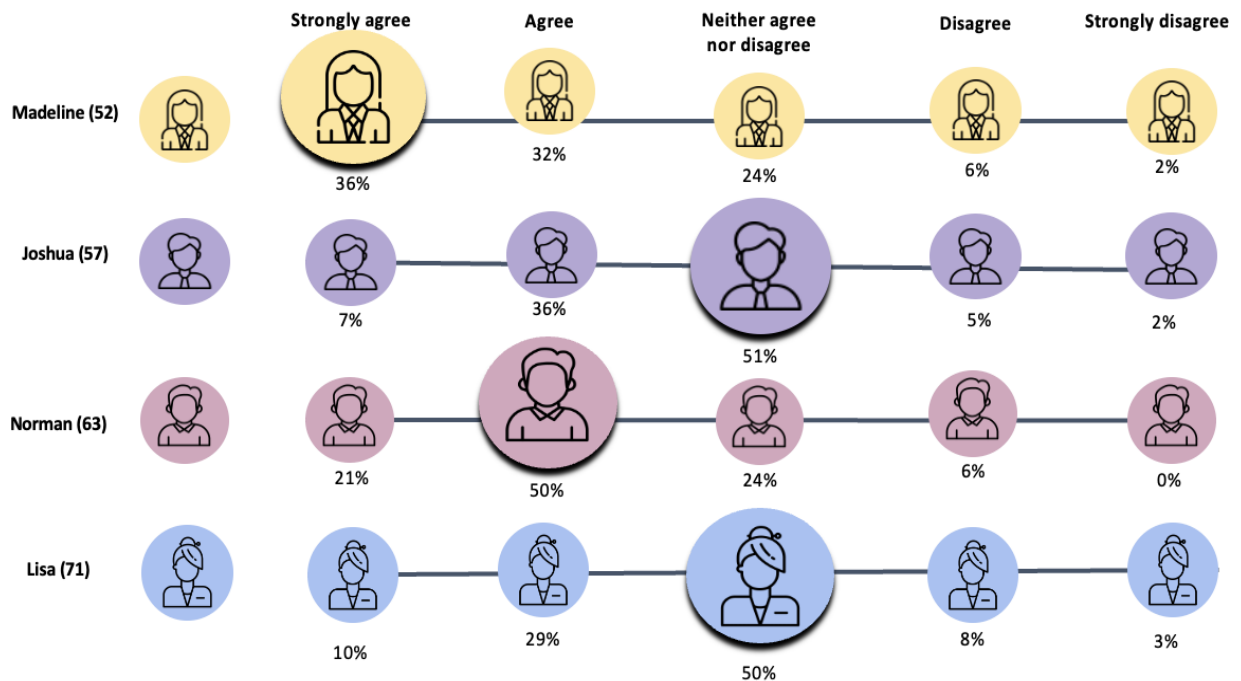 Strongly agree
Agree
Neither agree
nor disagree
Disagree
Strongly disagree
Madeline (52)
36%
32%
24%
6%
2%
Joshua (57)
7%
36%
51%
5%
2%
Norman (63)
21%
50%
24%
6%
0%
Lisa (71)
10%
29%
50%
8%
3%